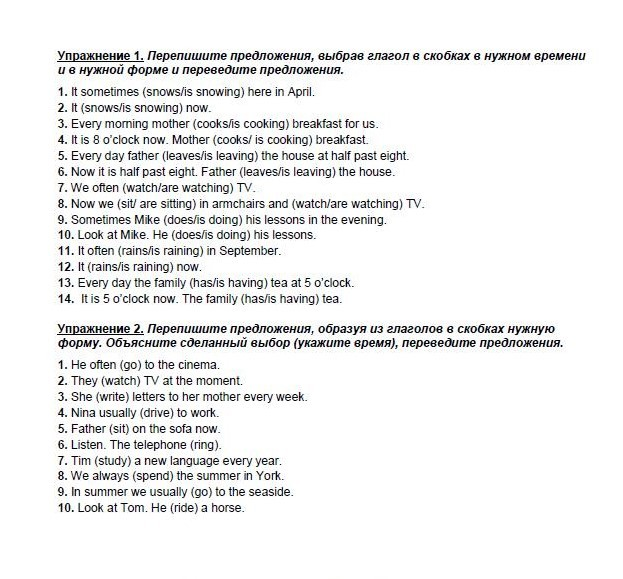 Упражнение 1. Перепишите предложения, выбрав глагол в скобках в нужном времени
и в нужной форме и переведите предложения.
1. It sometimes (snows/is snowing) here in April.
2. It (snows/is snowing) now.
3. Every morning mother (cooks/is cooking) breakfast for us.
4. It is 8 o'clock now. Mother (cooks/ is cooking) breakfast.
5. Every day father (leaves/is leaving) the house at half past eight.
6. Now it is half past eight. Father (leaves/is leaving) the house.
7. We often (watch/are watching) TV.
8. Now we (sit/ are sitting) in armchairs and (watch/are watching) TV.
9. Sometimes Mike (does/is doing) his lessons in the evening.
10. Look at Mike. He (does/is doing) his lessons.
11. It often (rains/is raining) in September.
12. It (rains/is raining) now.
13. Every day the family (has/is having) tea at 5 o'clock.
14. It is 5 o'clock now. The family (has/is having) tea.
Упражнение 2. Перепишите предложения, образуя из глаголов в скобках нужную
форму. Объясните сделанный выбор (укажите время), переведите предложения.
1. He often (go) to the cinema.
2. They (watch) TV at the moment.
3. She (write) letters to her mother every week.
4. Nina usually (drive) to work.
5. Father (sit) on the sofa now.
6. Listen. The telephone (ring).
7. Tim (study) a new language every year.
8. We always (spend) the summer in York.
9. In summer we usually (go) to the seaside.
10. Look at Tom. He (ride) a horse.